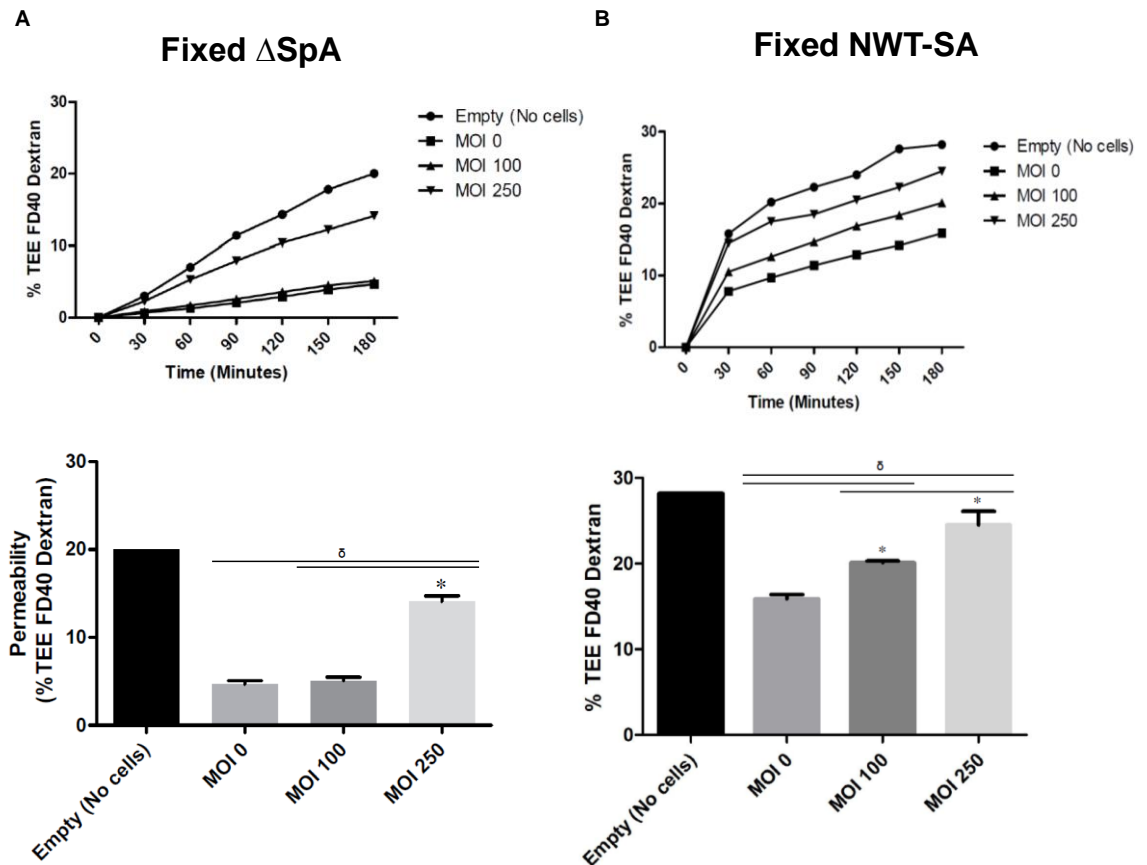 A
Fixed ΔSpA
30
20
10
0
% TEE FD40 Dextran
0
30
60
90
120
150
180
Time (Minutes)
Empty (No cells)
MOI 0
MOI 100
MOI 250
B
Fixed NWT-SA
30
20
10
0
% TEE FD40 Dextran
0
30
60
90
120
150
180
Time (Minutes)
Empty (No cells)
MOI 0
MOI 100
MOI 250
30
20
10
0
Permeability
(% TEE FD40 Dextran)
δ
*
Empty (No cells)
MOI 0
MOI 100
MOI 250
30
20
10
0
% TEE FD40 Dextran
δ
*
*
Empty (No cells)
MOI 0
MOI 100
MOI 250